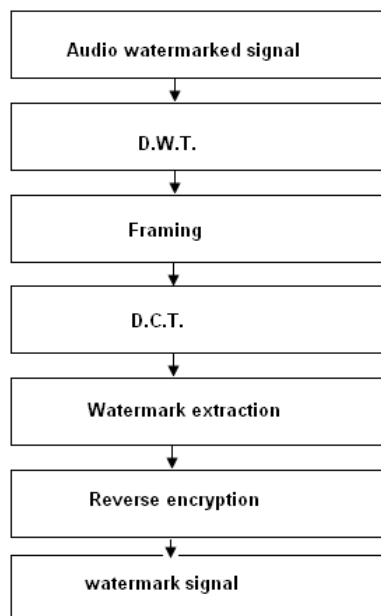 Audio watermarked signal
D.W.T.
Framing
D.C.T.
Watermark extraction
Reverse encryption
watermark signal